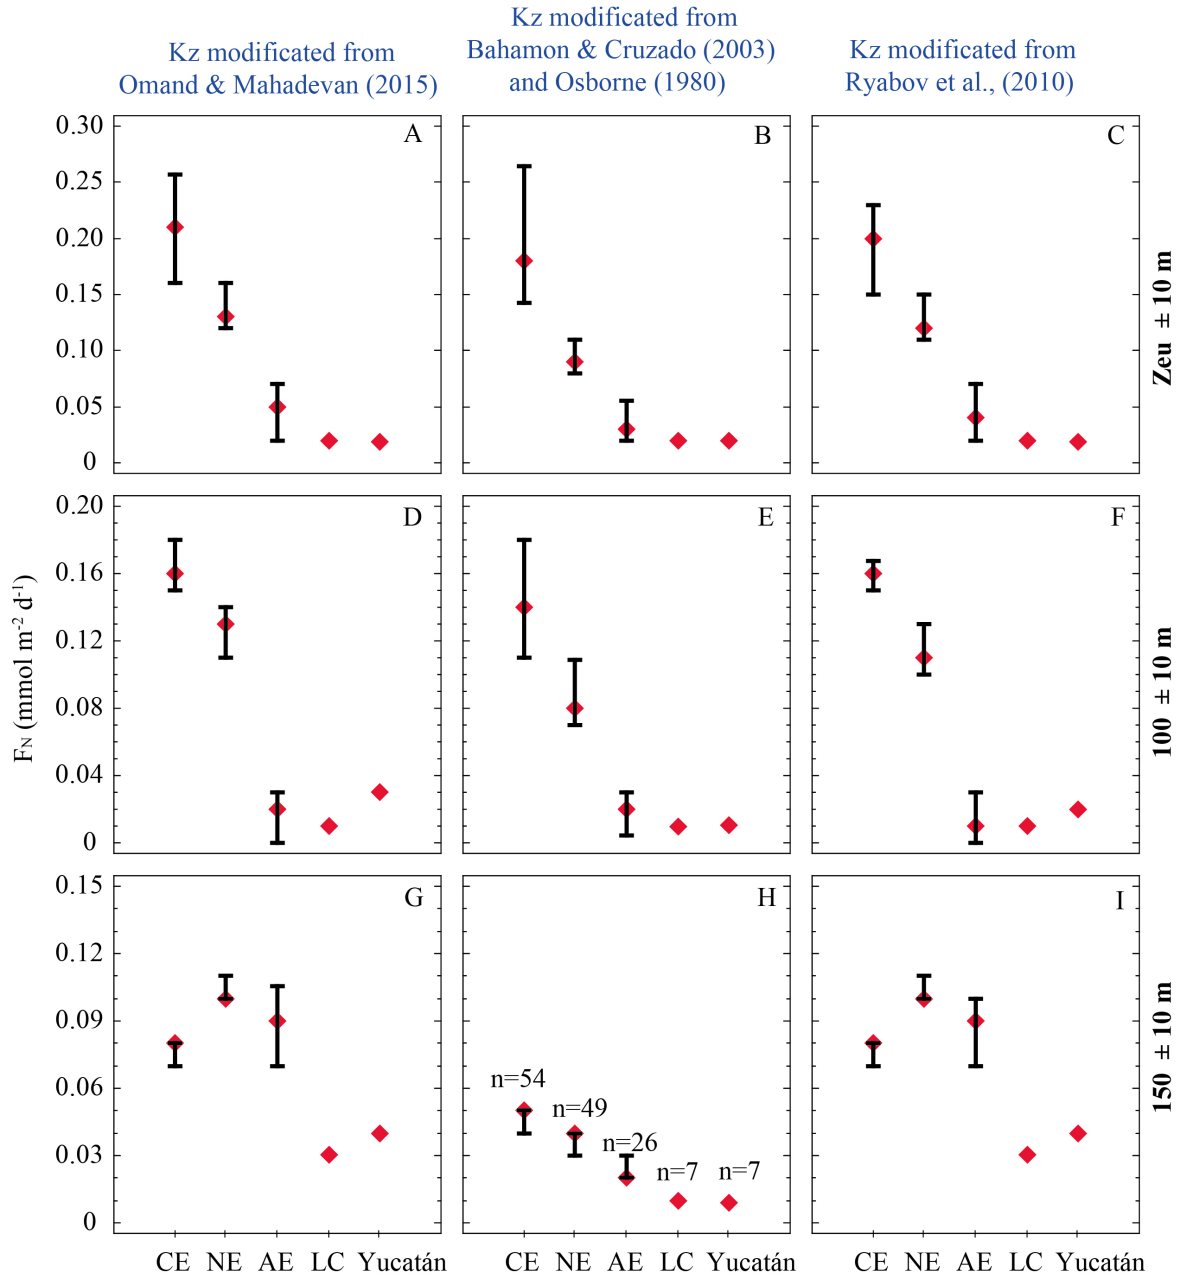 Kz modificated from
Omand & Mahadevan (2015)
Kz modificated from
Bahamon & Cruzado (2003)
and Osborne (1980)
Kz modificated from
Ryabov et al., (2010)
0.30
0.25
0.20
0.15
0.10
0.05
0
A
B
C
Zeu ± 10 m
0.20
0.16
0.12
0.08
0.04
0
D
E
F
100 ± 10 m
F_N (mmol m⁻² d⁻¹)
0.15
0.12
0.09
0.06
0.03
0
G
H
n=54
n=49
n=26
n=7
n=7
I
150 ± 10 m
CE NE AE LC Yucatán
CE NE AE LC Yucatán
CE NE AE LC Yucatán